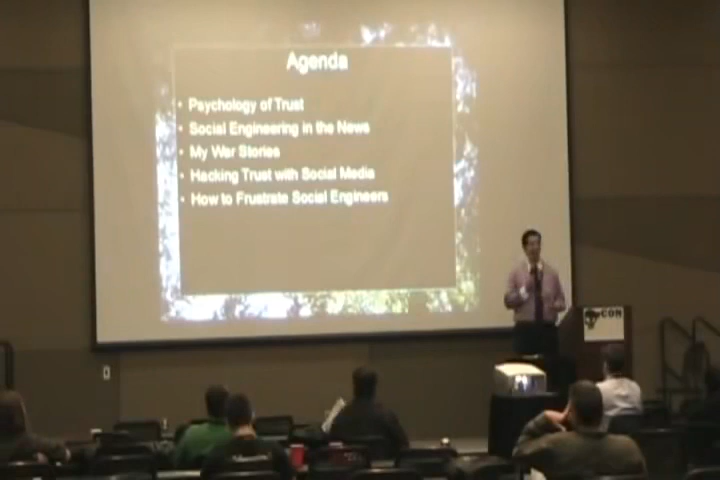 Agenda
• Psychology of Trust
• Social Engineering in the News
• My War Stories
• Hacking Trust with Social Media
• How to Frustrate Social Engineers
CON